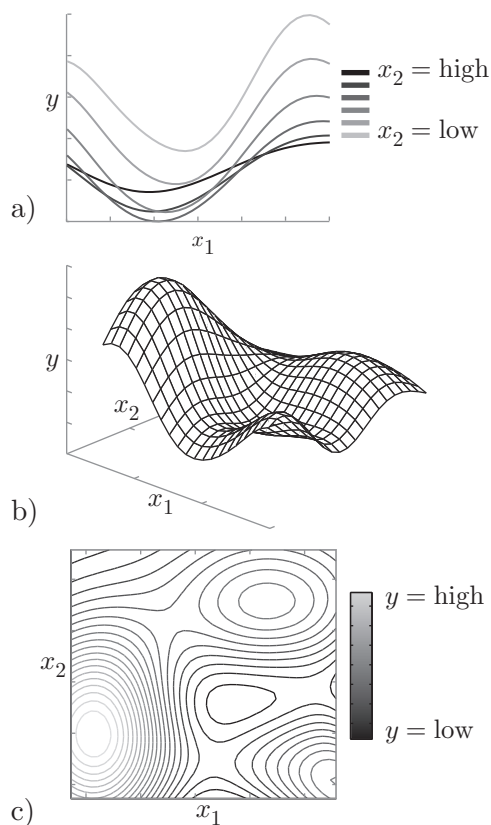 x₂ = high
y
x₂ = low
a)
x₁
y
x₂
x₁
b)
y = high
x₂
y = low
x₁
c)